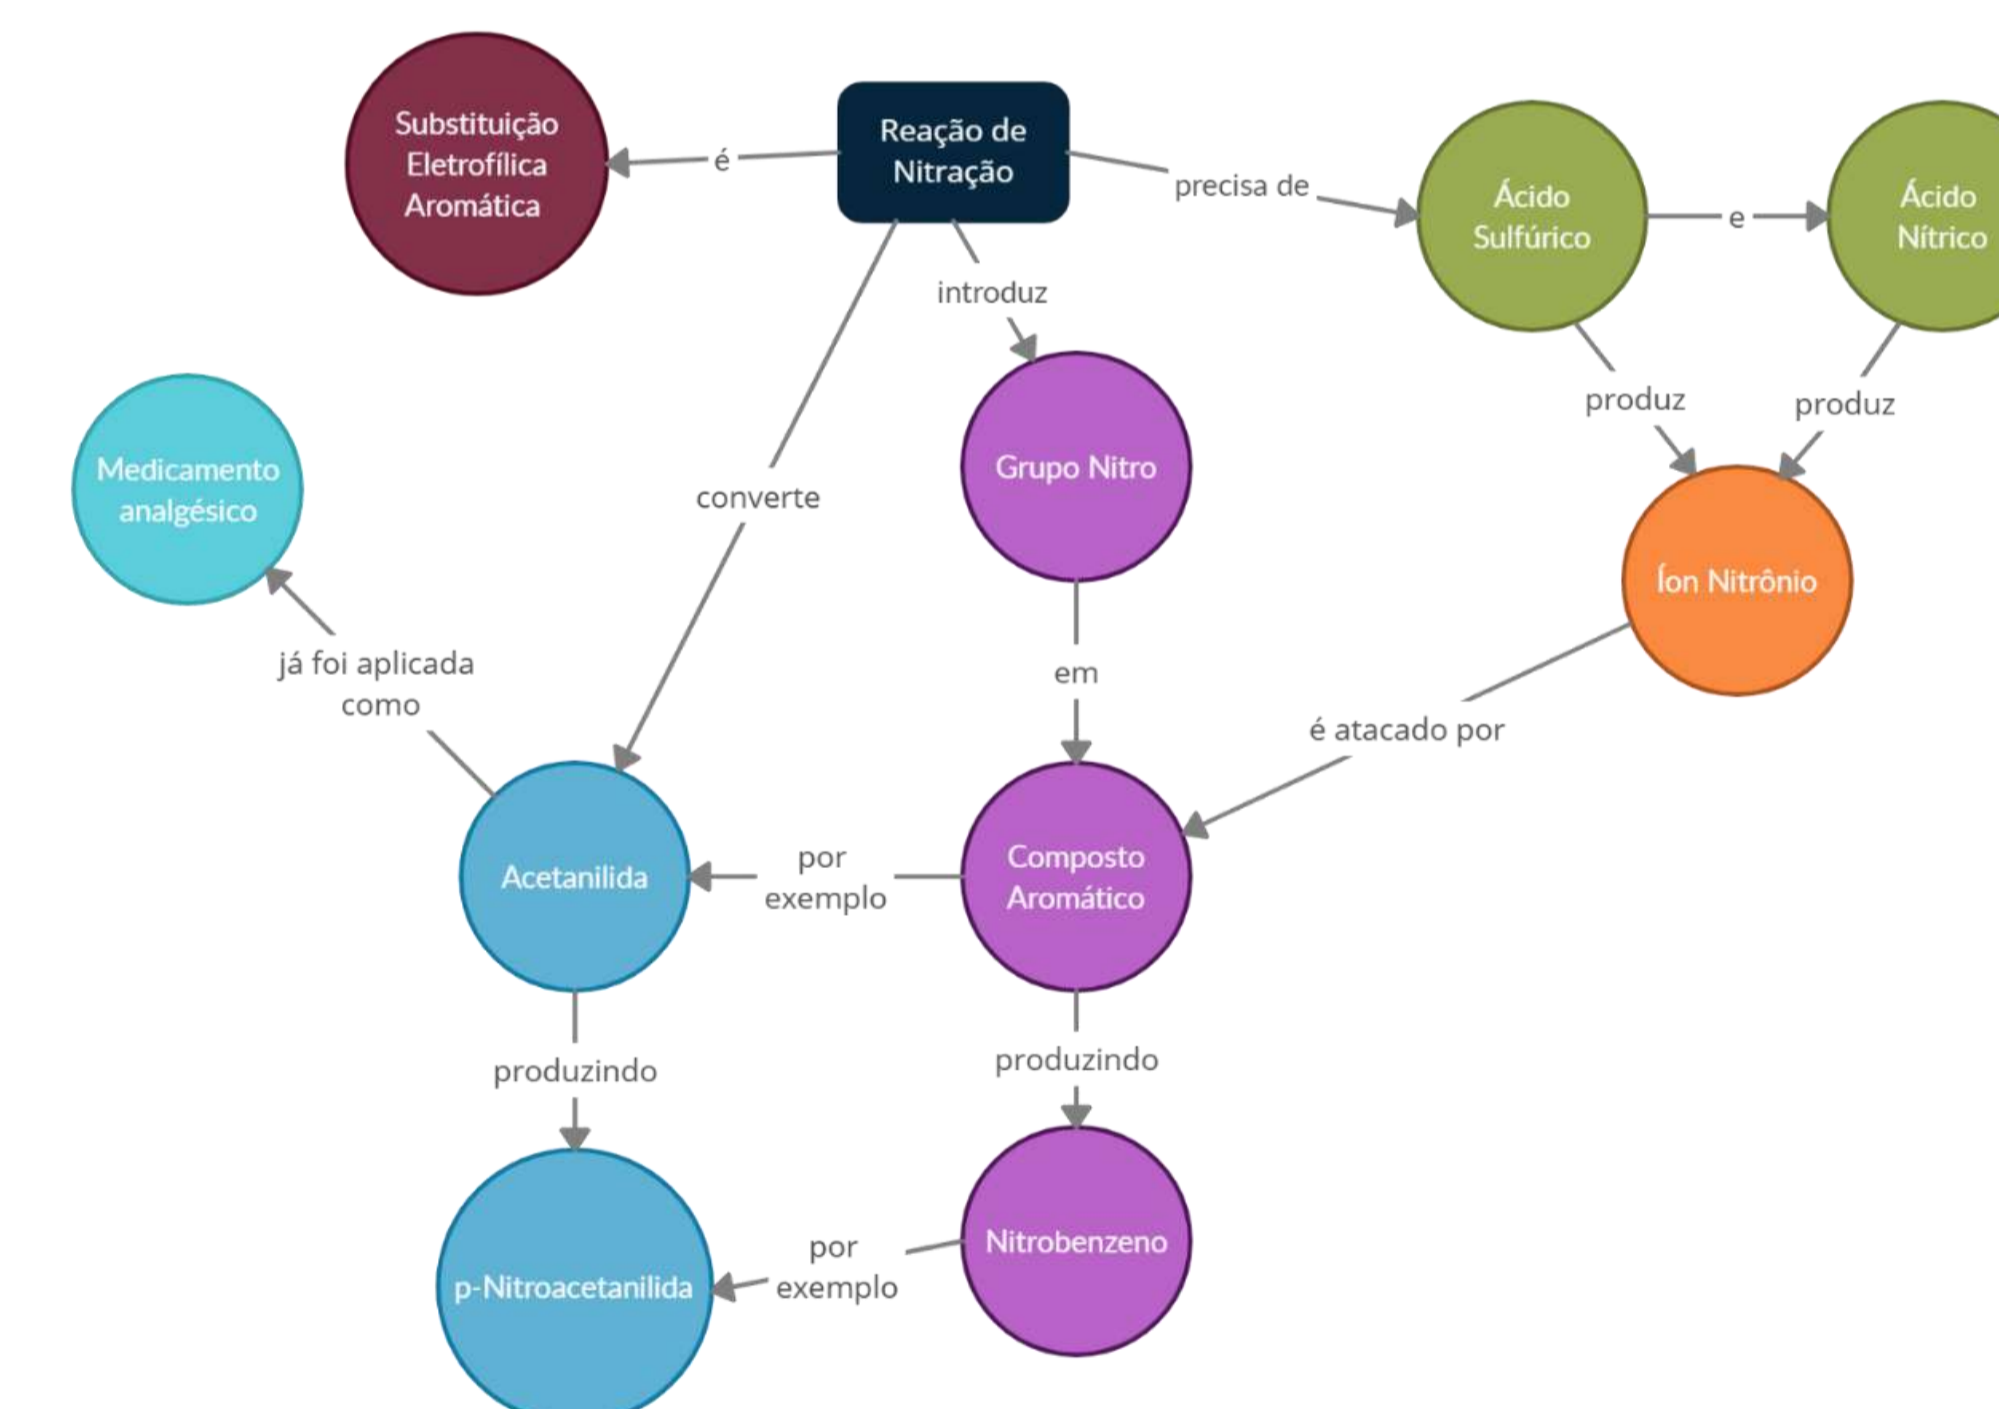 Substituição
Eletrofílica
Aromática
é
Reação de
Nitração
precisa de
Ácido
Sulfúrico
e
Ácido
Nítrico
introduz
produz
produz
Medicamento
analgésico
converte
Grupo Nitro
Íon Nitrônio
já foi aplicada
como
em
é atacado por
Acetanilida
por
exemplo
Composto
Aromático
produzindo
produzindo
p-Nitroacetanilida
por
exemplo
Nitrobenzeno